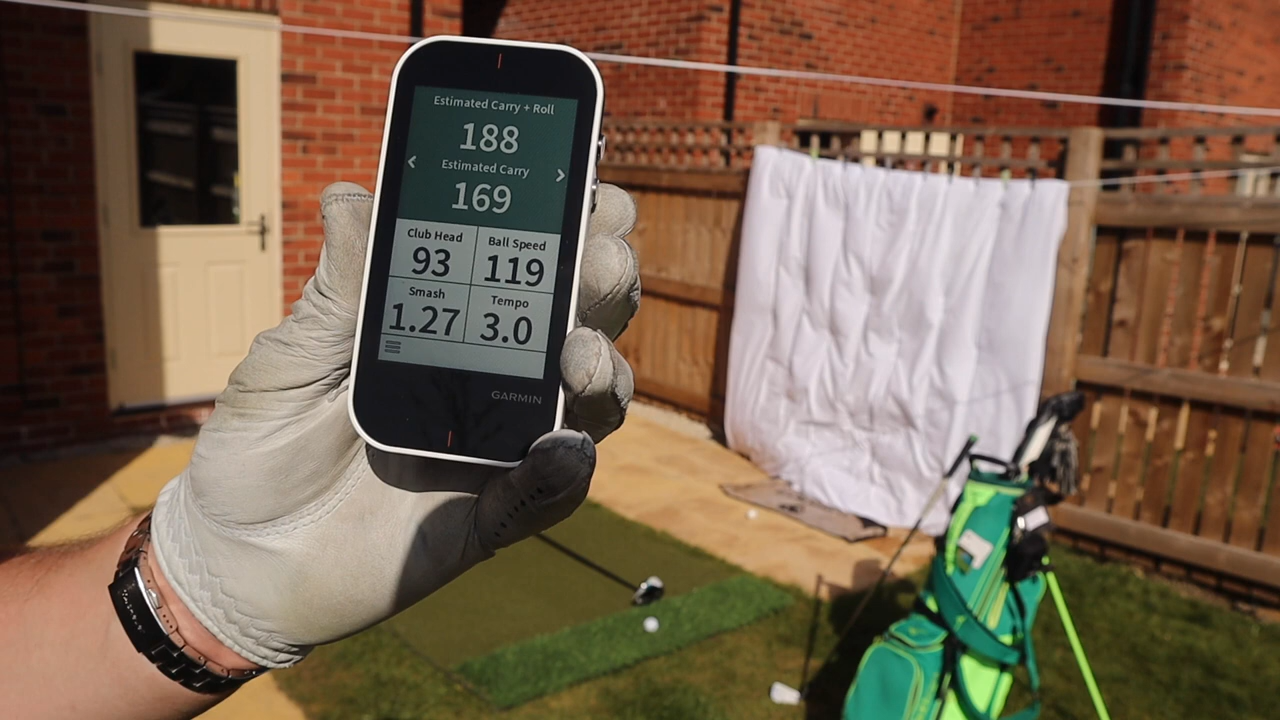 Estimated Carry + Roll
188
Estimated Carry
169
Club Head
93
Ball Speed
119
Smash
1.27
Tempo
3.0
GARMIN